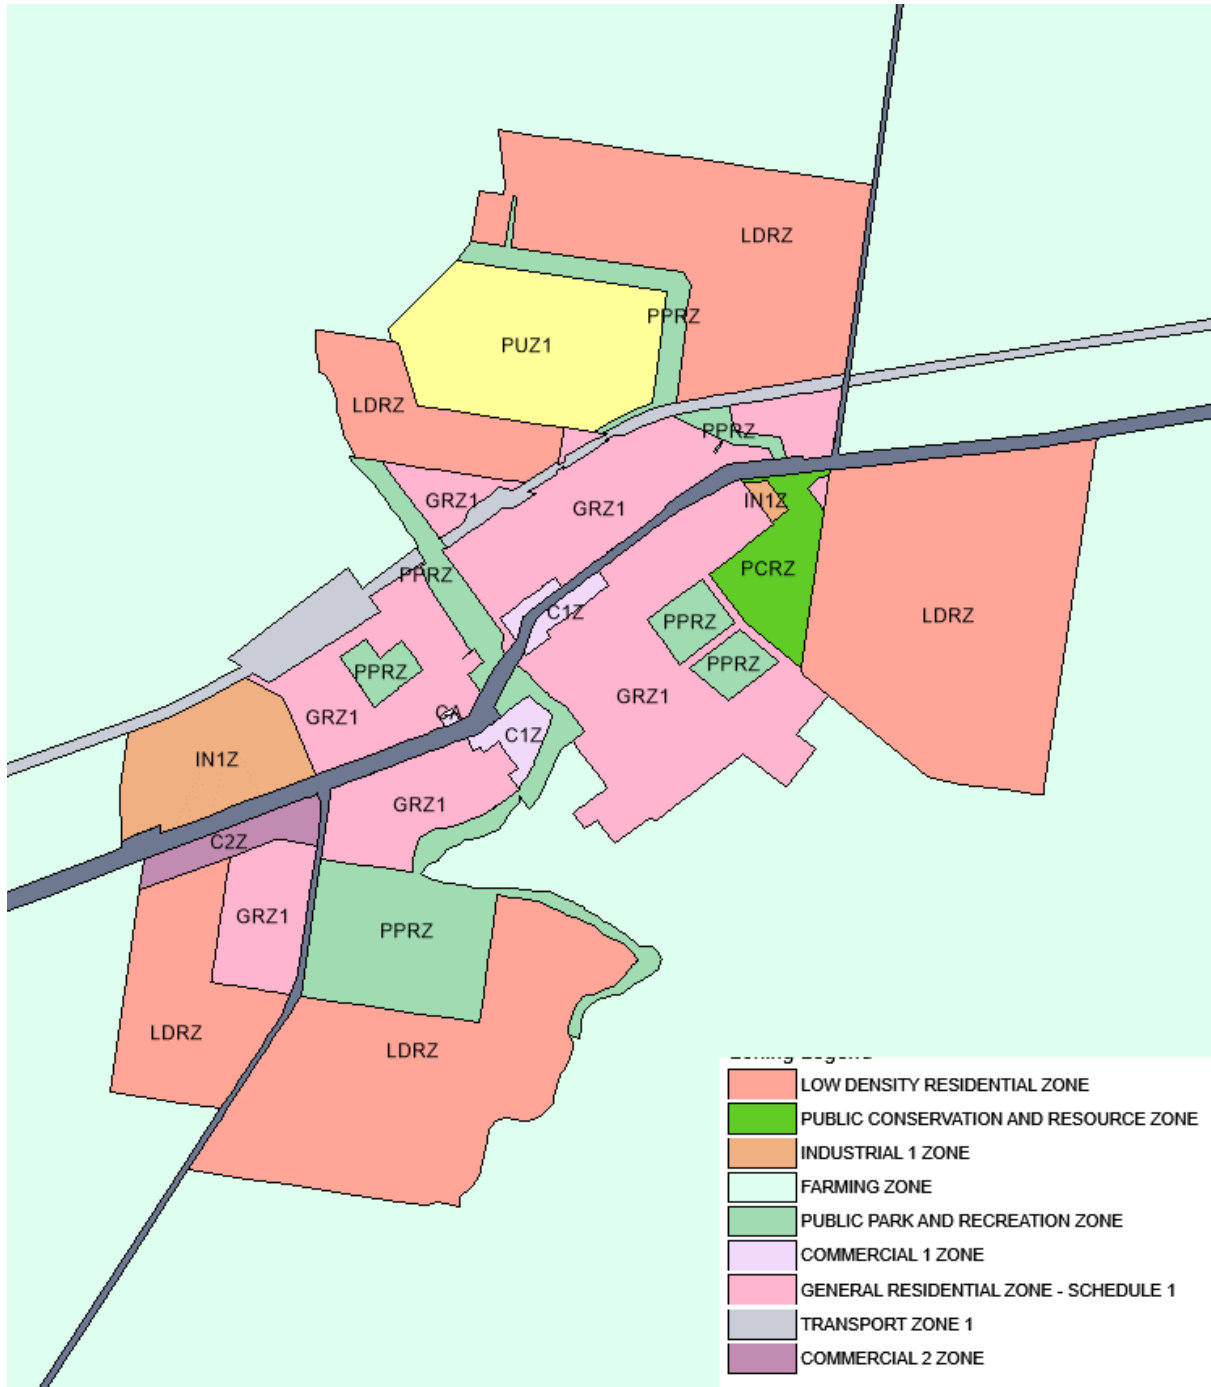 LDRZ
PPRZ
PUZ1
LDRZ
PPRZ
GRZ1
IN1Z
GRZ1
PCRZ
PPRZ
C1Z
LDRZ
PPRZ
PPRZ
PPRZ
GRZ1
GRZ1
CA
C1Z
IN1Z
GRZ1
C2Z
GRZ1
PPRZ
LDRZ
LDRZ
Zoning Legend
LOW DENSITY RESIDENTIAL ZONE
PUBLIC CONSERVATION AND RESOURCE ZONE
INDUSTRIAL 1 ZONE
FARMING ZONE
PUBLIC PARK AND RECREATION ZONE
COMMERCIAL 1 ZONE
GENERAL RESIDENTIAL ZONE - SCHEDULE 1
TRANSPORT ZONE 1
COMMERCIAL 2 ZONE